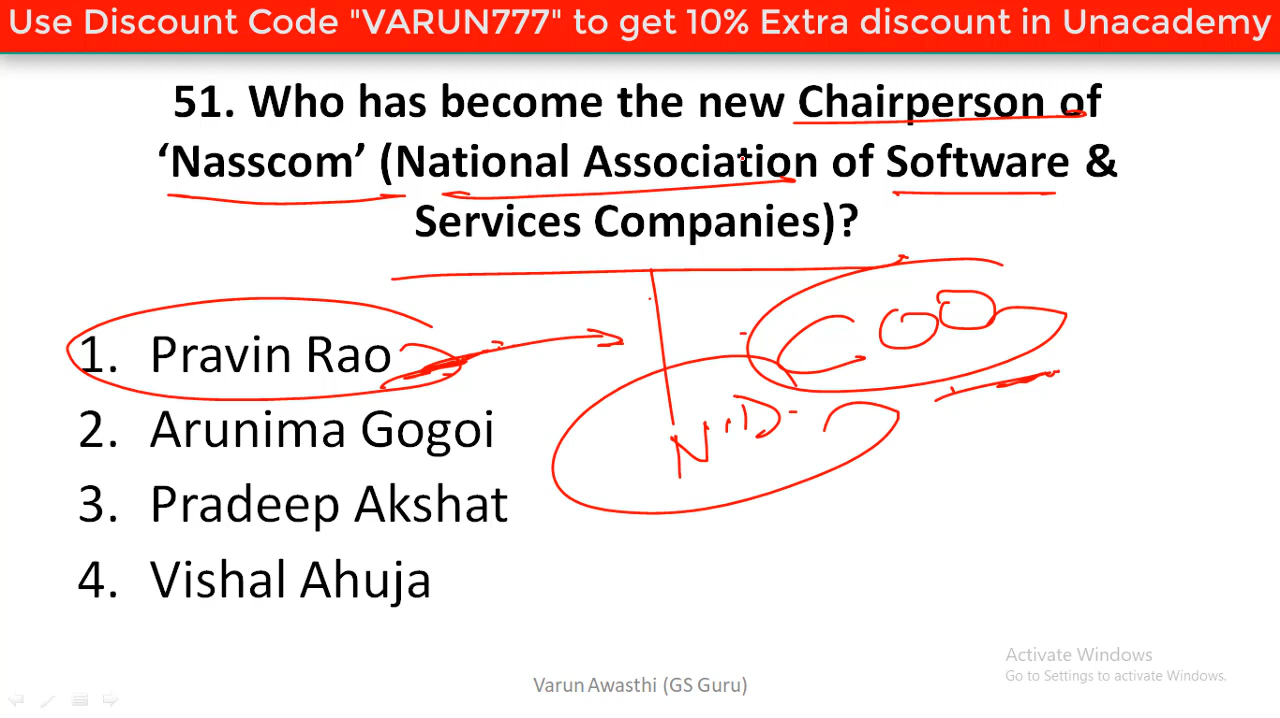 Use Discount Code "VARUN777" to get 10% Extra discount in Unacademy
51. Who has become the new Chairperson of
‘Nasscom’ (National Association of Software &
Services Companies)?
COO
1. Pravin Rao
N.D.
2. Arunima Gogoi
3. Pradeep Akshat
4. Vishal Ahuja
Activate Windows
Go to Settings to activate Windows.
Varun Awasthi (GS Guru)